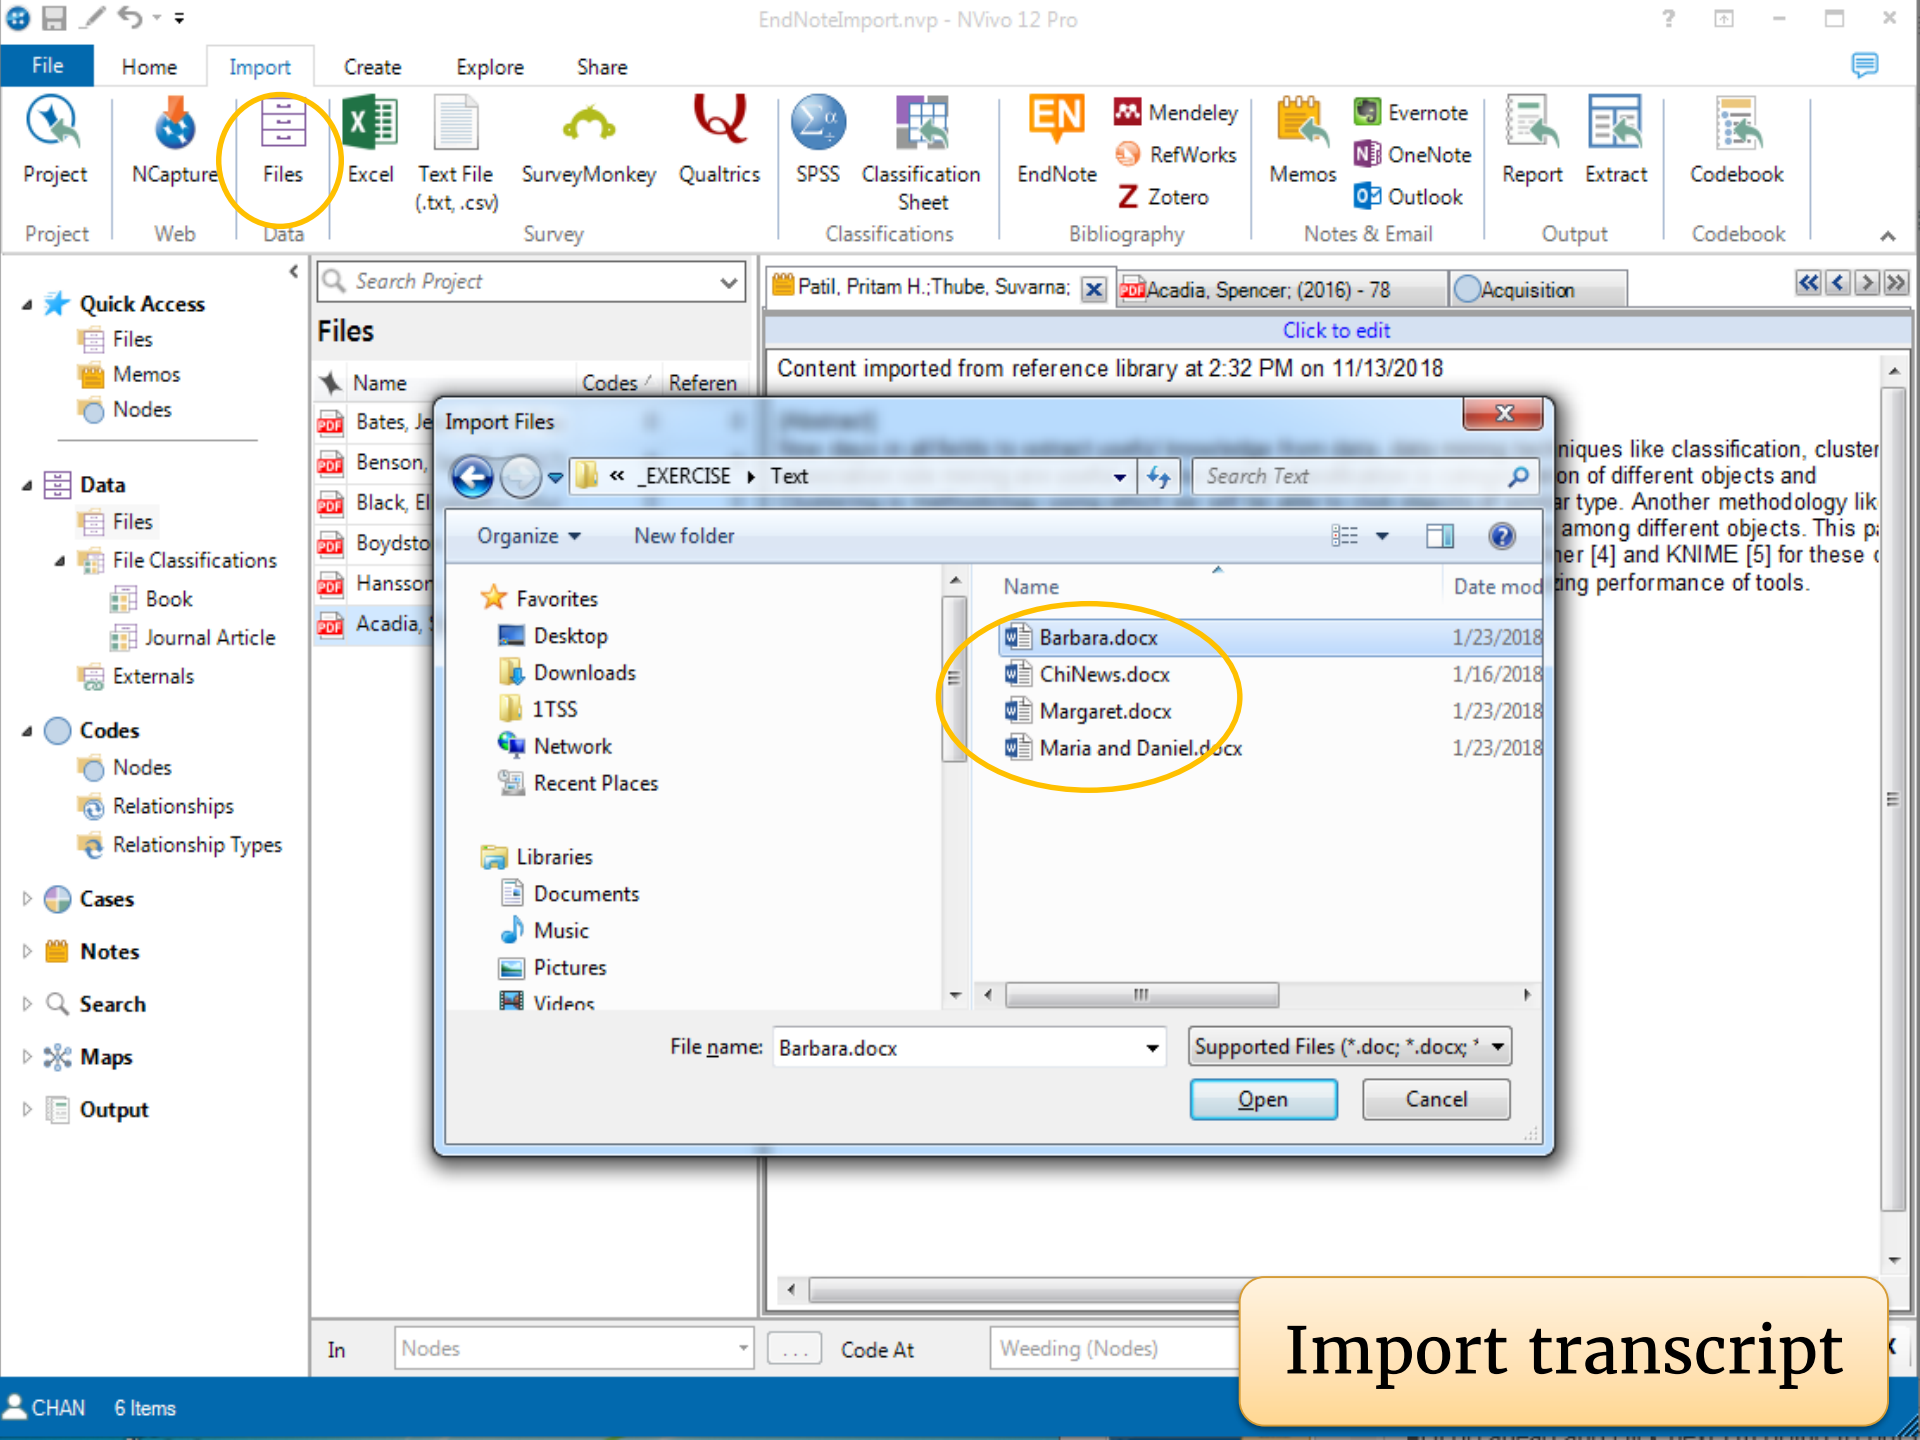 EndNoteImport.nvp - NVivo 12 Pro
File Home Import Create Explore Share
Project NCapture Files Excel Text File (.txt, .csv) SurveyMonkey Qualtrics SPSS Classification Sheet EndNote Mendeley RefWorks Zotero Memos Evernote OneNote Outlook Report Extract Codebook
Project Web Data Survey Classifications Bibliography Notes & Email Output Codebook
Quick Access
Files
Memos
Nodes
Data
Files
File Classifications
Book
Journal Article
Externals
Codes
Nodes
Relationships
Relationship Types
Cases
Notes
Search
Maps
Output
Search Project
Files
Name Codes Referen
Bates, Je
Benson,
Black, El
Boydsto
Hansson
Acadia,
Patil, Pritam H.;Thube, Suvarna; Acadia, Spencer; (2016) - 78 Acquisition
Click to edit
Content imported from reference library at 2:32 PM on 11/13/2018
niques like classification, cluster
on of different objects and
ar type. Another methodology lik
among different objects. This pa
ner [4] and KNIME [5] for these
zing performance of tools.
Import Files
« _EXERCISE Text
Search Text
Organize New folder
Favorites
Desktop
Downloads
1TSS
Network
Recent Places
Libraries
Documents
Music
Pictures
Videos
Name Date mod
Barbara.docx 1/23/2018
ChiNews.docx 1/16/2018
Margaret.docx 1/23/2018
Maria and Daniel.docx 1/23/2018
File name: Barbara.docx Supported Files (*.doc; *.docx; *
Open Cancel
In Nodes ... Code At Weeding (Nodes)
Import transcript
CHAN 6 Items